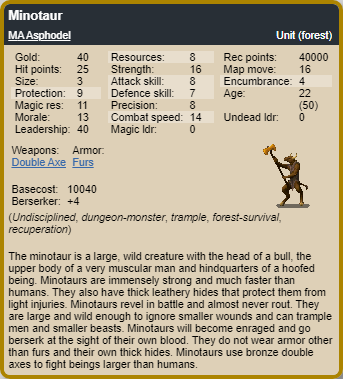 Minotaur
MA Asphodel Unit (forest)
Gold: 40 Resources: 8 Rec points: 40000
Hit points: 25 Strength: 16 Map move: 16
Size: 3 Attack skill: 8 Encumbrance: 4
Protection: 9 Defence skill: 7 Age: 22
Magic res: 11 Precision: 8 (50)
Morale: 13 Combat speed: 14 Undead ldr: 0
Leadership: 40 Magic ldr: 0
Weapons: Armor:
Double Axe Furs
Basecost: 10040
Berserker: +4
(Undisciplined, dungeon-monster, trample, forest-survival,
recuperation)
The minotaur is a large, wild creature with the head of a bull, the
upper body of a very muscular man and hindquarters of a hoofed
being. Minotaurs are immensely strong and much faster than
humans. They also have thick leathery hides that protect them from
light injuries. Minotaurs revel in battle and almost never rout. They
are large and wild enough to ignore smaller wounds and can trample
men and smaller beasts. Minotaurs will become enraged and go
berserk at the sight of their own blood. They do not wear armor other
than furs and their own thick hides. Minotaurs use bronze double
axes to fight beings larger than humans.